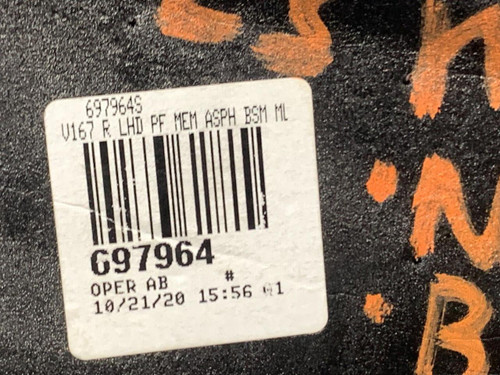 697964S
V167 R LHD PF MEM ASPH BSM ML
697964
OPER AB #
10/21/20 15:56 01
N
B